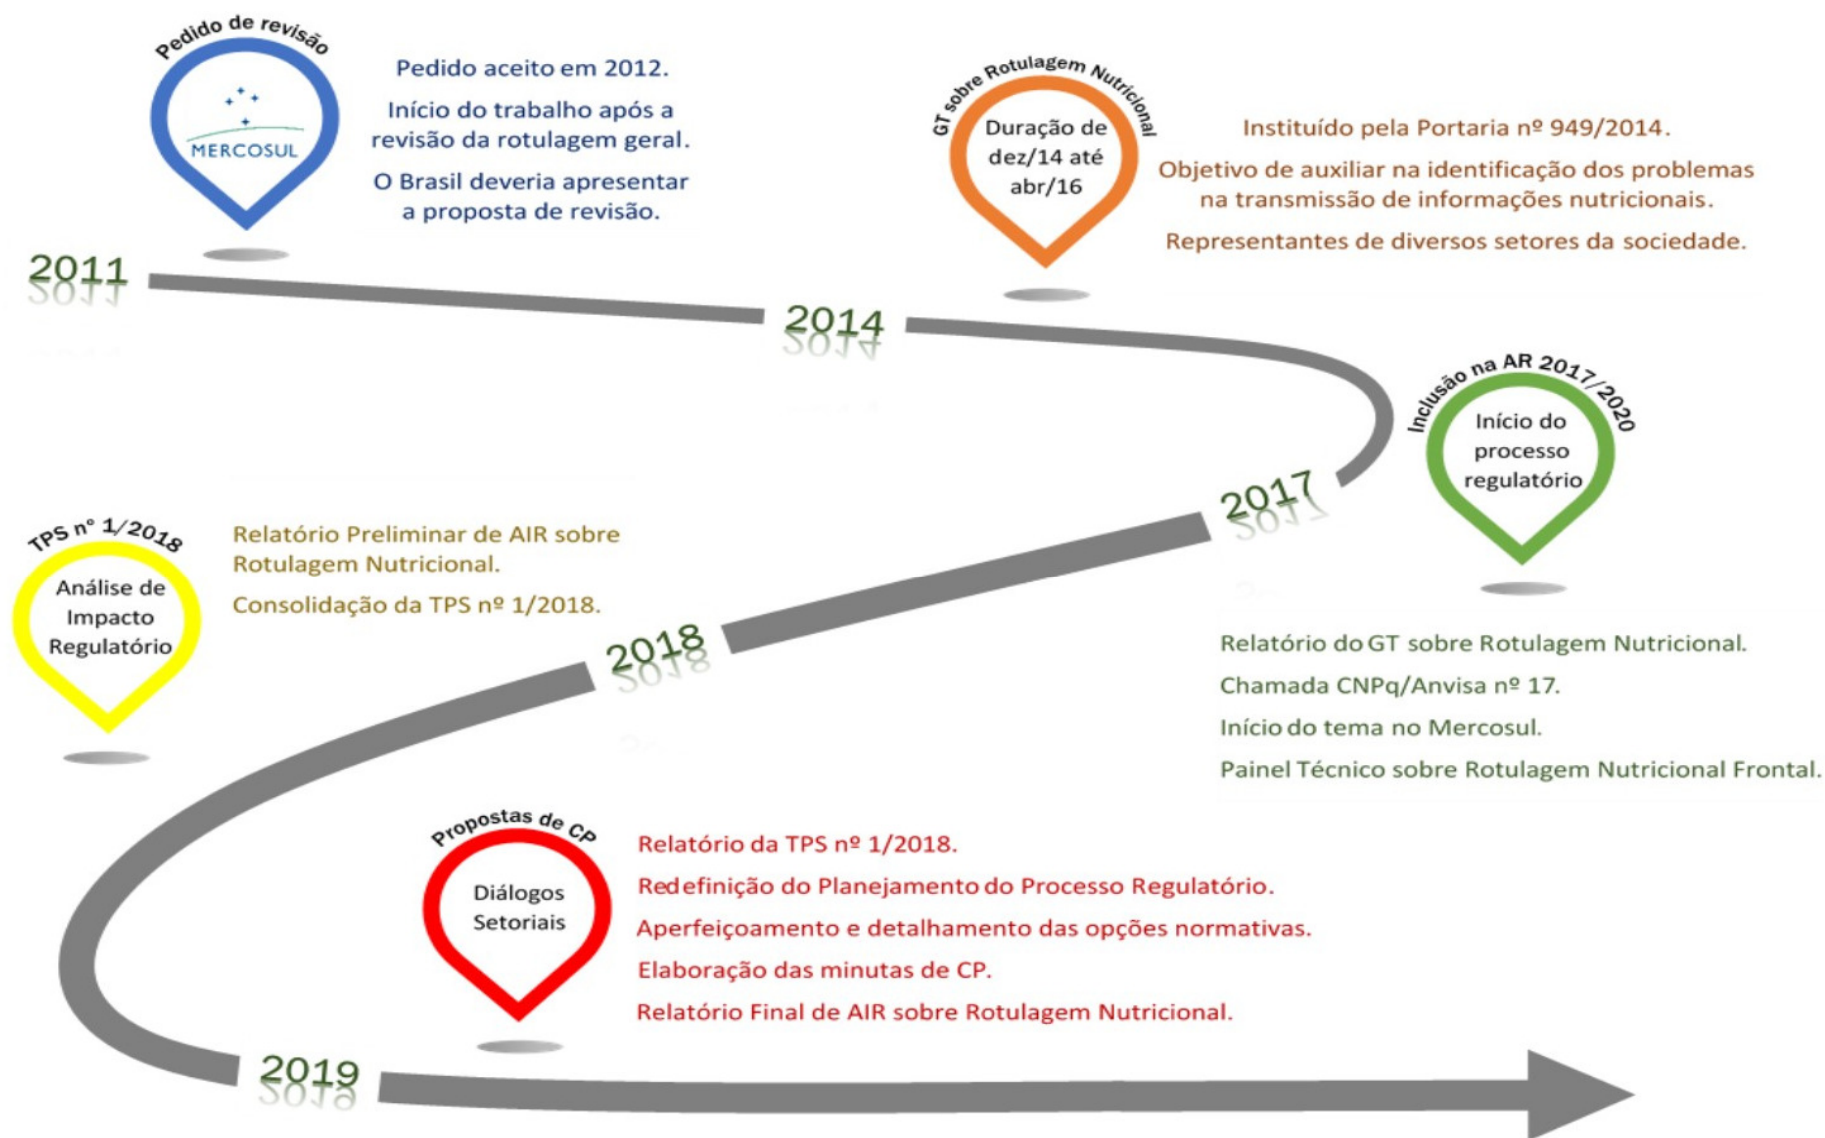 Pedido de revisão
MERCOSUL
Pedido aceito em 2012.
Início do trabalho após a
revisão da rotulagem geral.
O Brasil deveria apresentar
a proposta de revisão.
GT sobre Rotulagem Nutricional
Duração de
dez/14 até
abr/16
Instituído pela Portaria nº 949/2014.
Objetivo de auxiliar na identificação dos problemas
na transmissão de informações nutricionais.
Representantes de diversos setores da sociedade.
2011
2014
Inclusão na AR 2017/2020
Início do
processo
regulatório
2017
Relatório do GT sobre Rotulagem Nutricional.
Chamada CNPq/Anvisa nº 17.
Início do tema no Mercosul.
Painel Técnico sobre Rotulagem Nutricional Frontal.
TPS n° 1/2018
Análise de
Impacto
Regulatório
Relatório Preliminar de AIR sobre
Rotulagem Nutricional.
Consolidação da TPS nº 1/2018.
2018
Propostas de CP
Diálogos
Setoriais
Relatório da TPS nº 1/2018.
Redefinição do Planejamento do Processo Regulatório.
Aperfeiçoamento e detalhamento das opções normativas.
Elaboração das minutas de CP.
Relatório Final de AIR sobre Rotulagem Nutricional.
2019